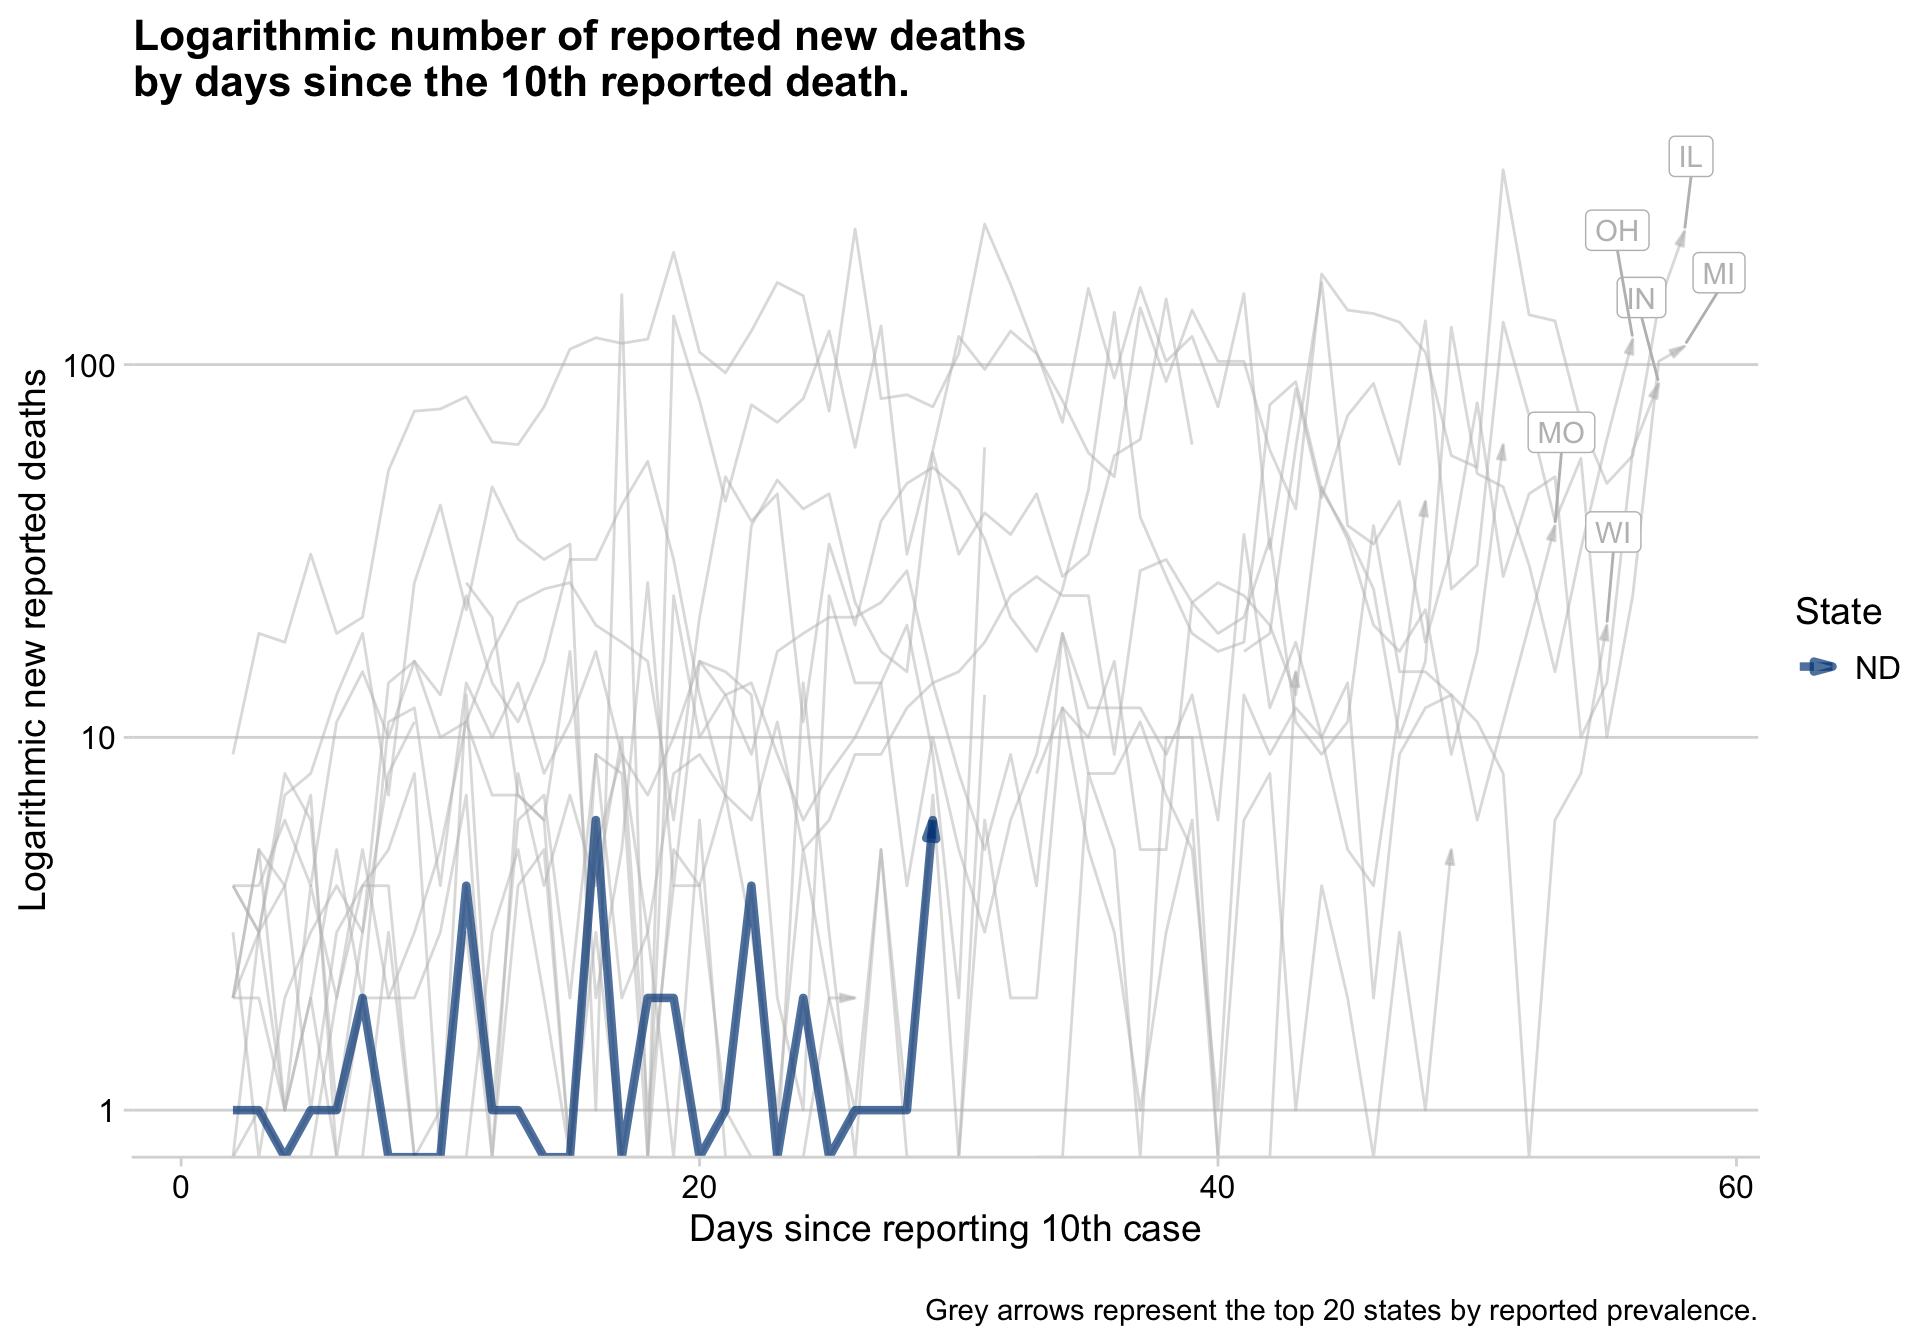 Logarithmic number of reported new deaths
by days since the 10th reported death.
IL
OH
MI
IN
100
MO
WI
10
1
Logarithmic new reported deaths
State
ND
0 20 40 60
Days since reporting 10th case
Grey arrows represent the top 20 states by reported prevalence.